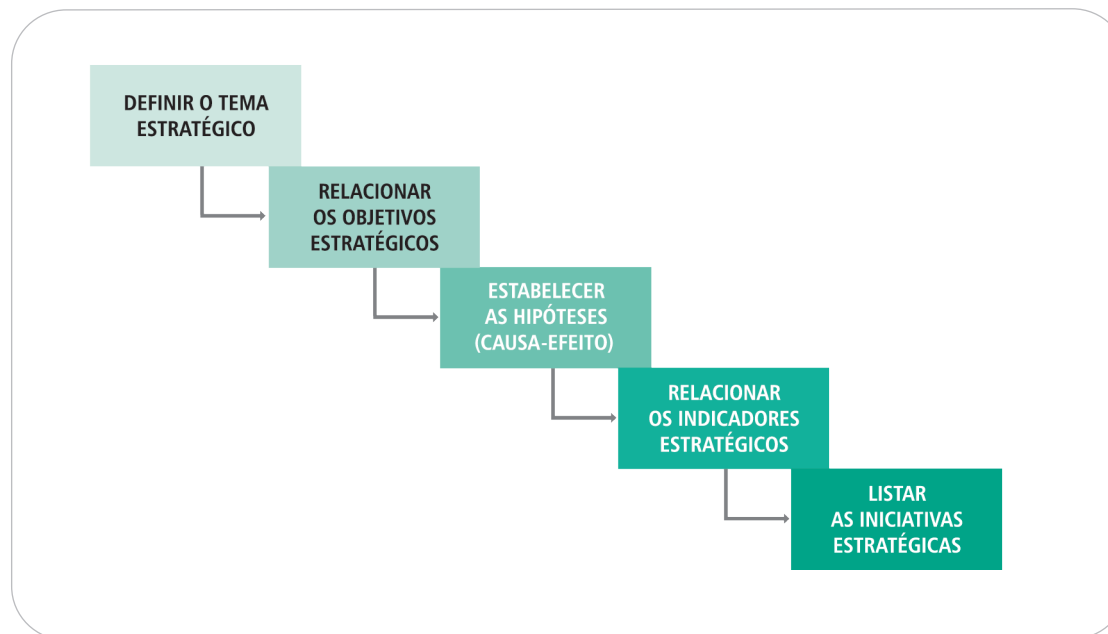 DEFINIR O TEMA
ESTRATÉGICO
RELACIONAR
OS OBJETIVOS
ESTRATÉGICOS
ESTABELECER
AS HIPÓTESES
(CAUSA-EFEITO)
RELACIONAR
OS INDICADORES
ESTRATÉGICOS
LISTAR
AS INICIATIVAS
ESTRATÉGICAS